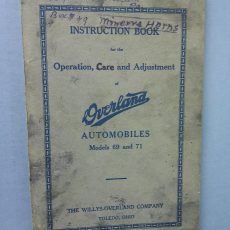 INSTRUCTION BOOK
for the
Operation, Care and Adjustment
of
Overland
AUTOMOBILES
Models 69 and 71
THE WILLYS-OVERLAND COMPANY
TOLEDO, OHIO